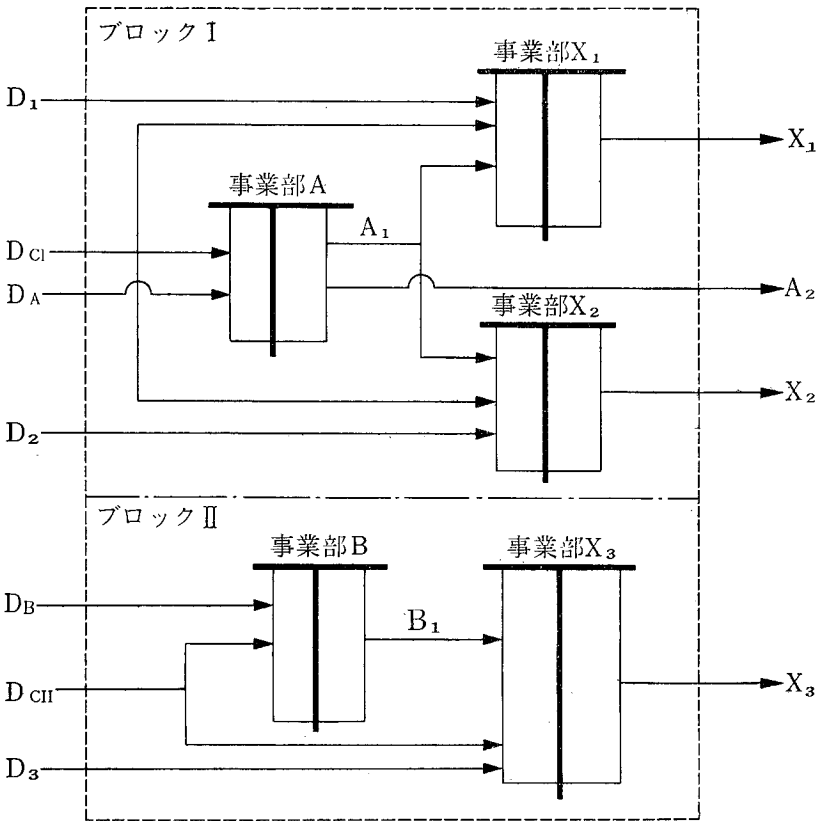 ブロックⅠ
事業部X₁
D₁
X₁
事業部A
A₁
D_CI
D_A
A₂
事業部X₂
X₂
D₂
ブロックⅡ
事業部B
事業部X₃
D_B
B₁
D_CII
X₃
D₃